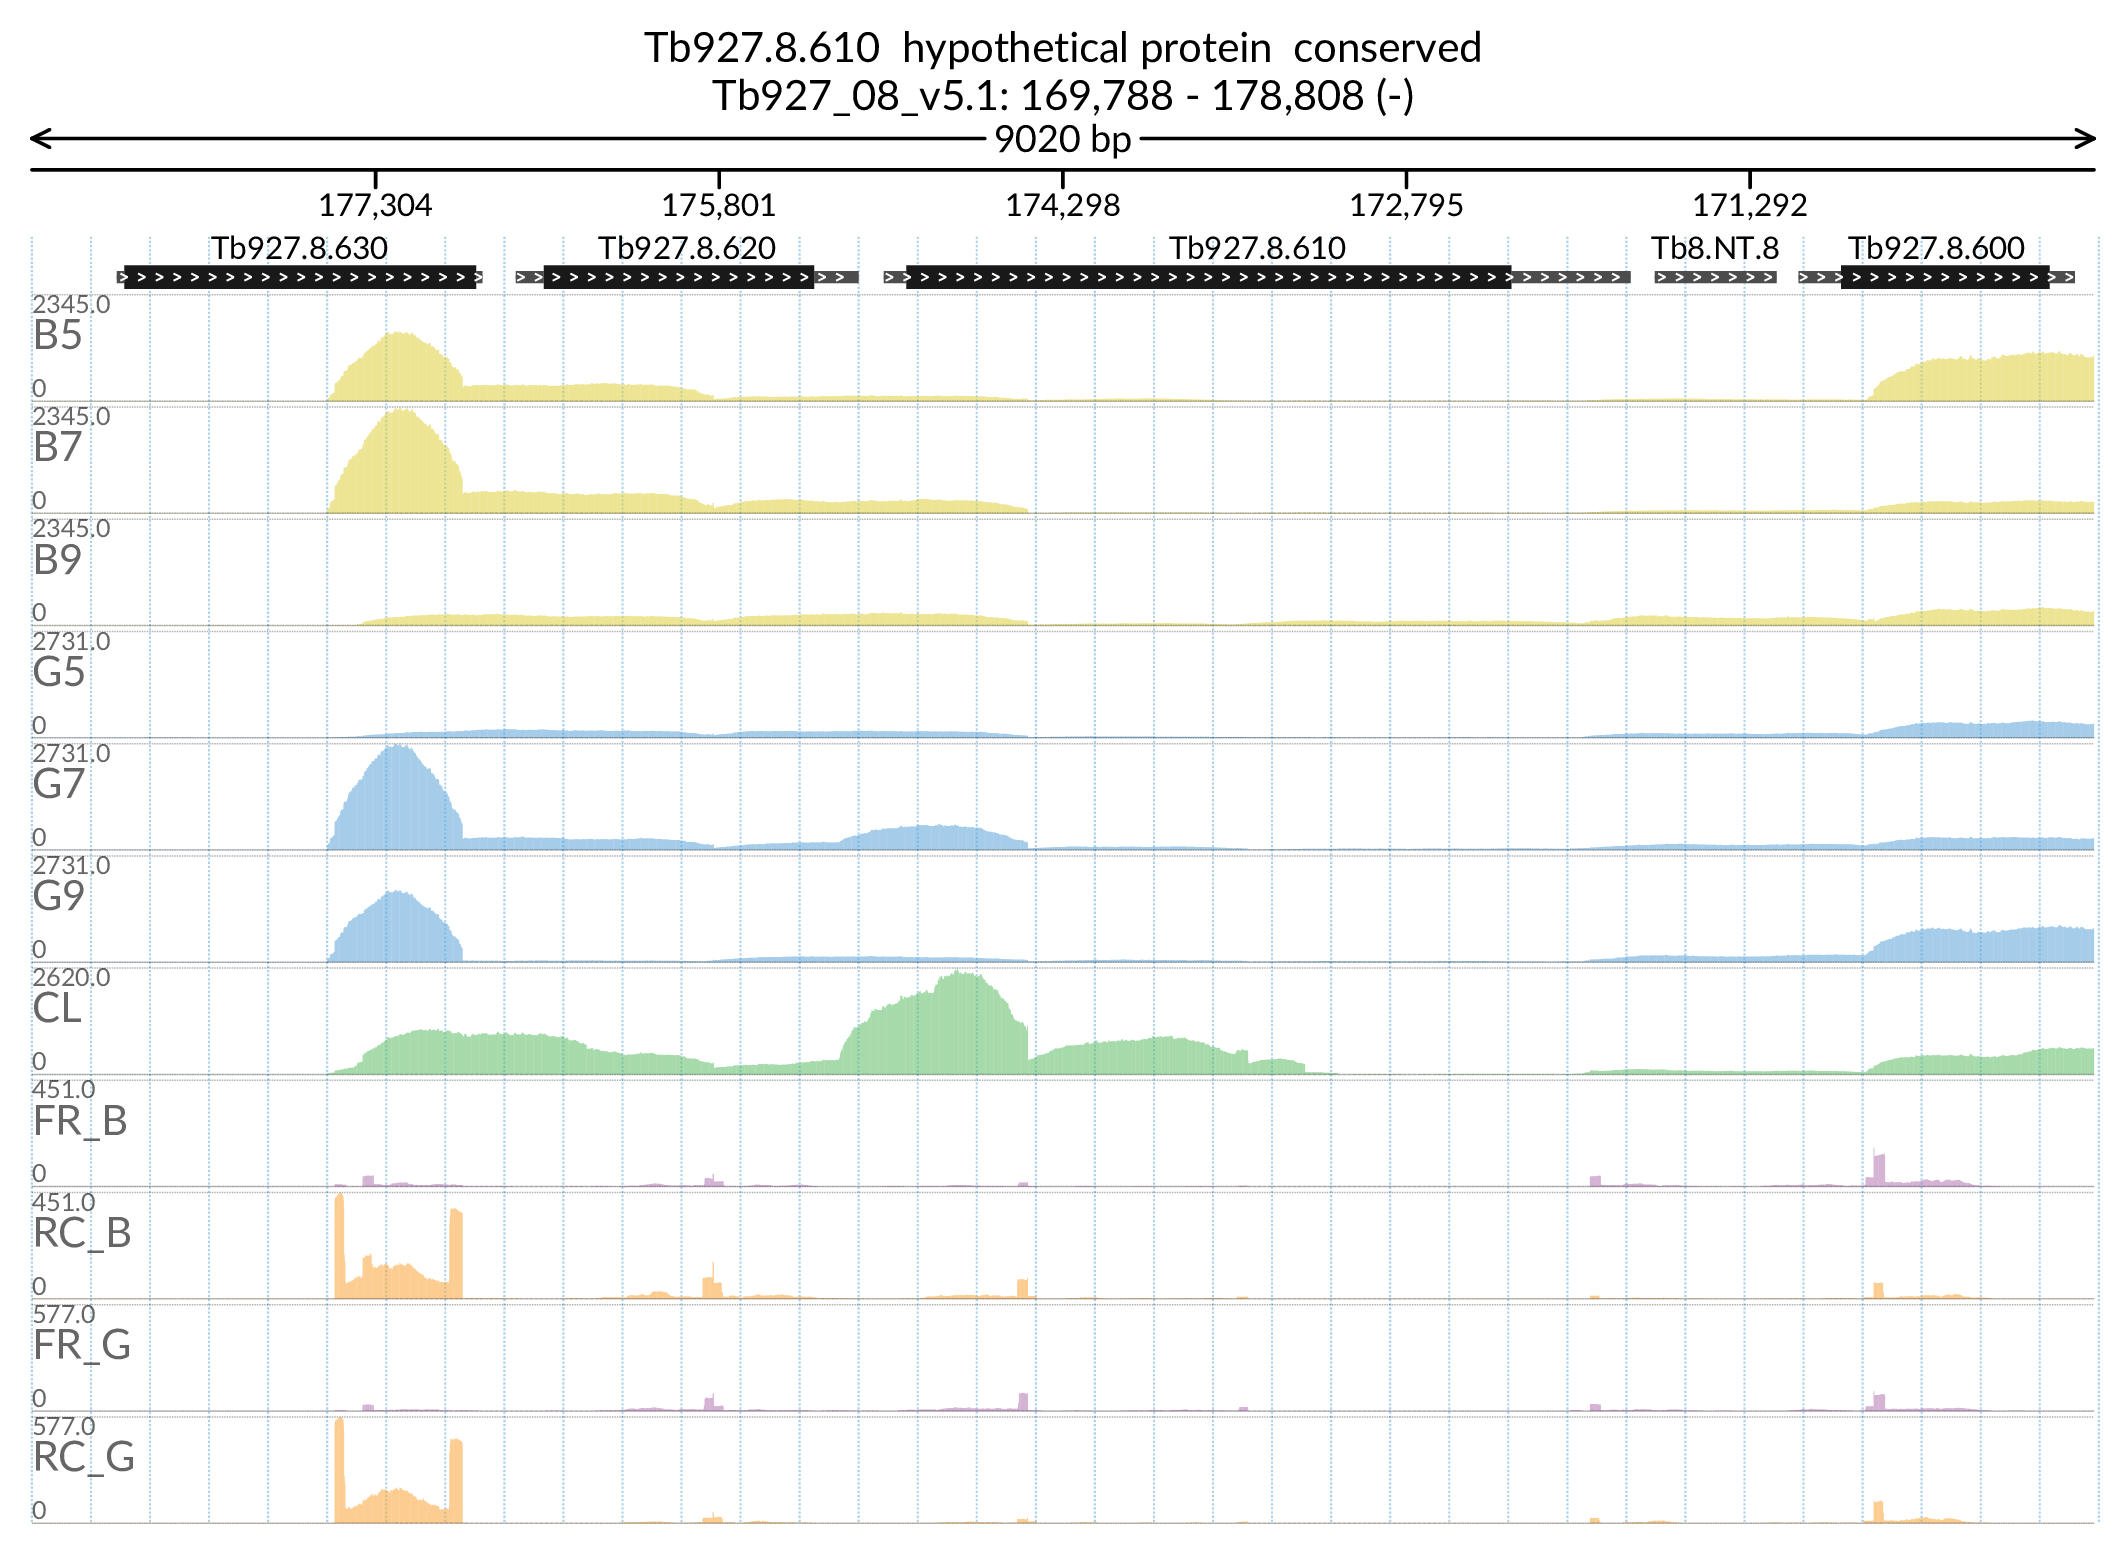 Tb927.8.610 hypothetical protein conserved
Tb927_08_v5.1: 169,788 - 178,808 (-)
9020 bp
177,304 175,801 174,298 172,795 171,292
Tb927.8.630 Tb927.8.620 Tb927.8.610 Tb8.NT.8 Tb927.8.600
2345.0
B5
0
2345.0
B7
0
2345.0
B9
0
2731.0
G5
0
2731.0
G7
0
2731.0
G9
0
2620.0
CL
0
451.0
FR_B
0
451.0
RC_B
0
577.0
FR_G
0
577.0
RC_G
0